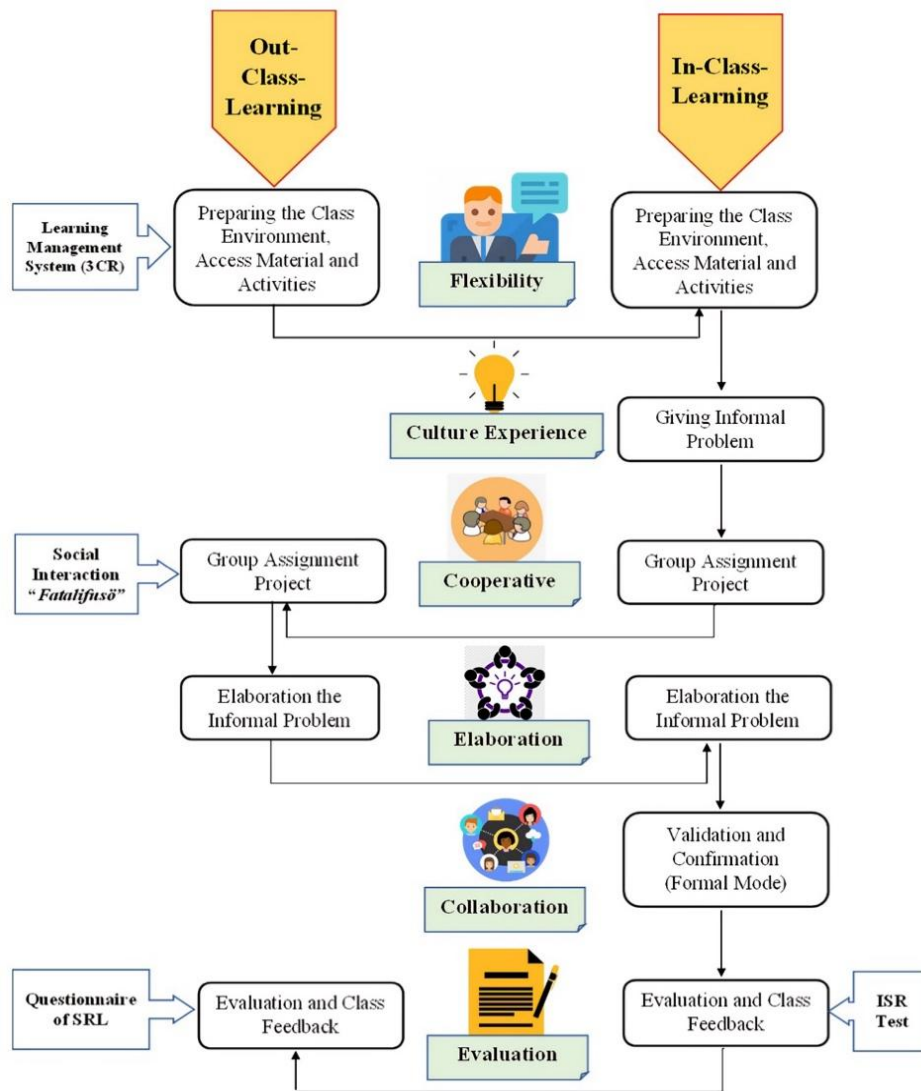 Out-
Class-
Learning
In-Class-
Learning
Learning
Management
System (3CR)
Preparing the Class
Environment,
Access Material and
Activities
Flexibility
Preparing the Class
Environment,
Access Material and
Activities
Culture Experience
Giving Informal
Problem
Social
Interaction
“Fatalifusö”
Group Assignment
Project
Cooperative
Group Assignment
Project
Elaboration the
Informal Problem
Elaboration
Elaboration the
Informal Problem
Collaboration
Validation and
Confirmation
(Formal Mode)
Questionnaire
of SRL
Evaluation and Class
Feedback
Evaluation
Evaluation and Class
Feedback
ISR
Test